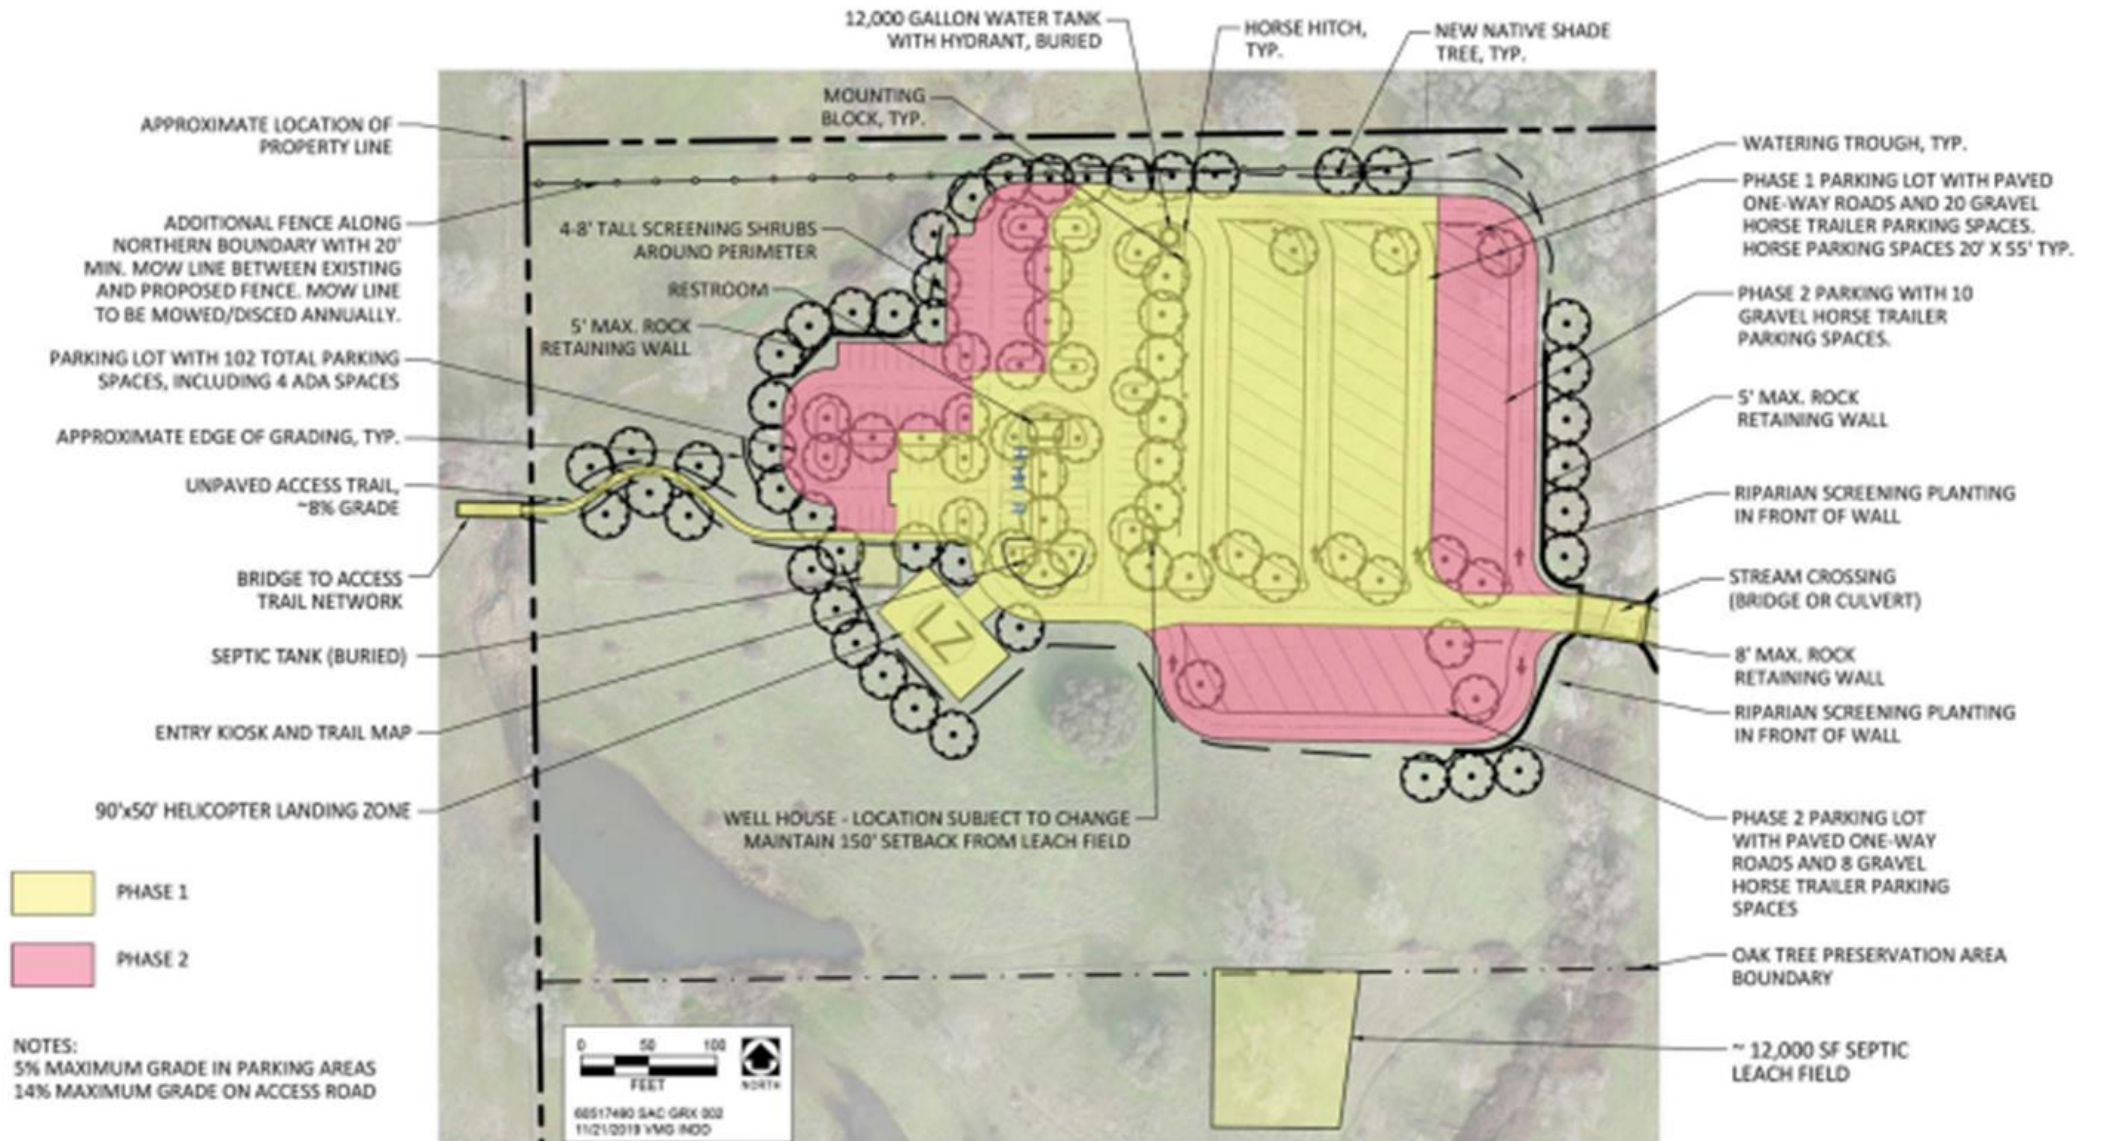 12,000 GALLON WATER TANK
WITH HYDRANT, BURIED
HORSE HITCH,
TYP.
NEW NATIVE SHADE
TREE, TYP.
MOUNTING
BLOCK, TYP.
APPROXIMATE LOCATION OF
PROPERTY LINE
ADDITIONAL FENCE ALONG
NORTHERN BOUNDARY WITH 20'
MIN. MOW LINE BETWEEN EXISTING
AND PROPOSED FENCE. MOW LINE
TO BE MOWED/DISCED ANNUALLY.
4-8' TALL SCREENING SHRUBS
AROUND PERIMETER
RESTROOM
5' MAX. ROCK
RETAINING WALL
PARKING LOT WITH 102 TOTAL PARKING
SPACES, INCLUDING 4 ADA SPACES
APPROXIMATE EDGE OF GRADING, TYP.
UNPAVED ACCESS TRAIL,
~8% GRADE
BRIDGE TO ACCESS
TRAIL NETWORK
SEPTIC TANK (BURIED)
ENTRY KIOSK AND TRAIL MAP
90'x50' HELICOPTER LANDING ZONE
LZ
WELL HOUSE - LOCATION SUBJECT TO CHANGE
MAINTAIN 150' SETBACK FROM LEACH FIELD
WATERING TROUGH, TYP.
PHASE 1 PARKING LOT WITH PAVED
ONE-WAY ROADS AND 20 GRAVEL
HORSE TRAILER PARKING SPACES.
HORSE PARKING SPACES 20' X 55' TYP.
PHASE 2 PARKING WITH 10
GRAVEL HORSE TRAILER
PARKING SPACES.
5' MAX. ROCK
RETAINING WALL
RIPARIAN SCREENING PLANTING
IN FRONT OF WALL
STREAM CROSSING
(BRIDGE OR CULVERT)
8' MAX. ROCK
RETAINING WALL
RIPARIAN SCREENING PLANTING
IN FRONT OF WALL
PHASE 2 PARKING LOT
WITH PAVED ONE-WAY
ROADS AND 8 GRAVEL
HORSE TRAILER PARKING
SPACES
OAK TREE PRESERVATION AREA
BOUNDARY
~ 12,000 SF SEPTIC
LEACH FIELD
PHASE 1
PHASE 2
NOTES:
5% MAXIMUM GRADE IN PARKING AREAS
14% MAXIMUM GRADE ON ACCESS ROAD
0 50 100
FEET
NORTH
60517490 SAC GRX 002
11/21/2019 VMG INDD